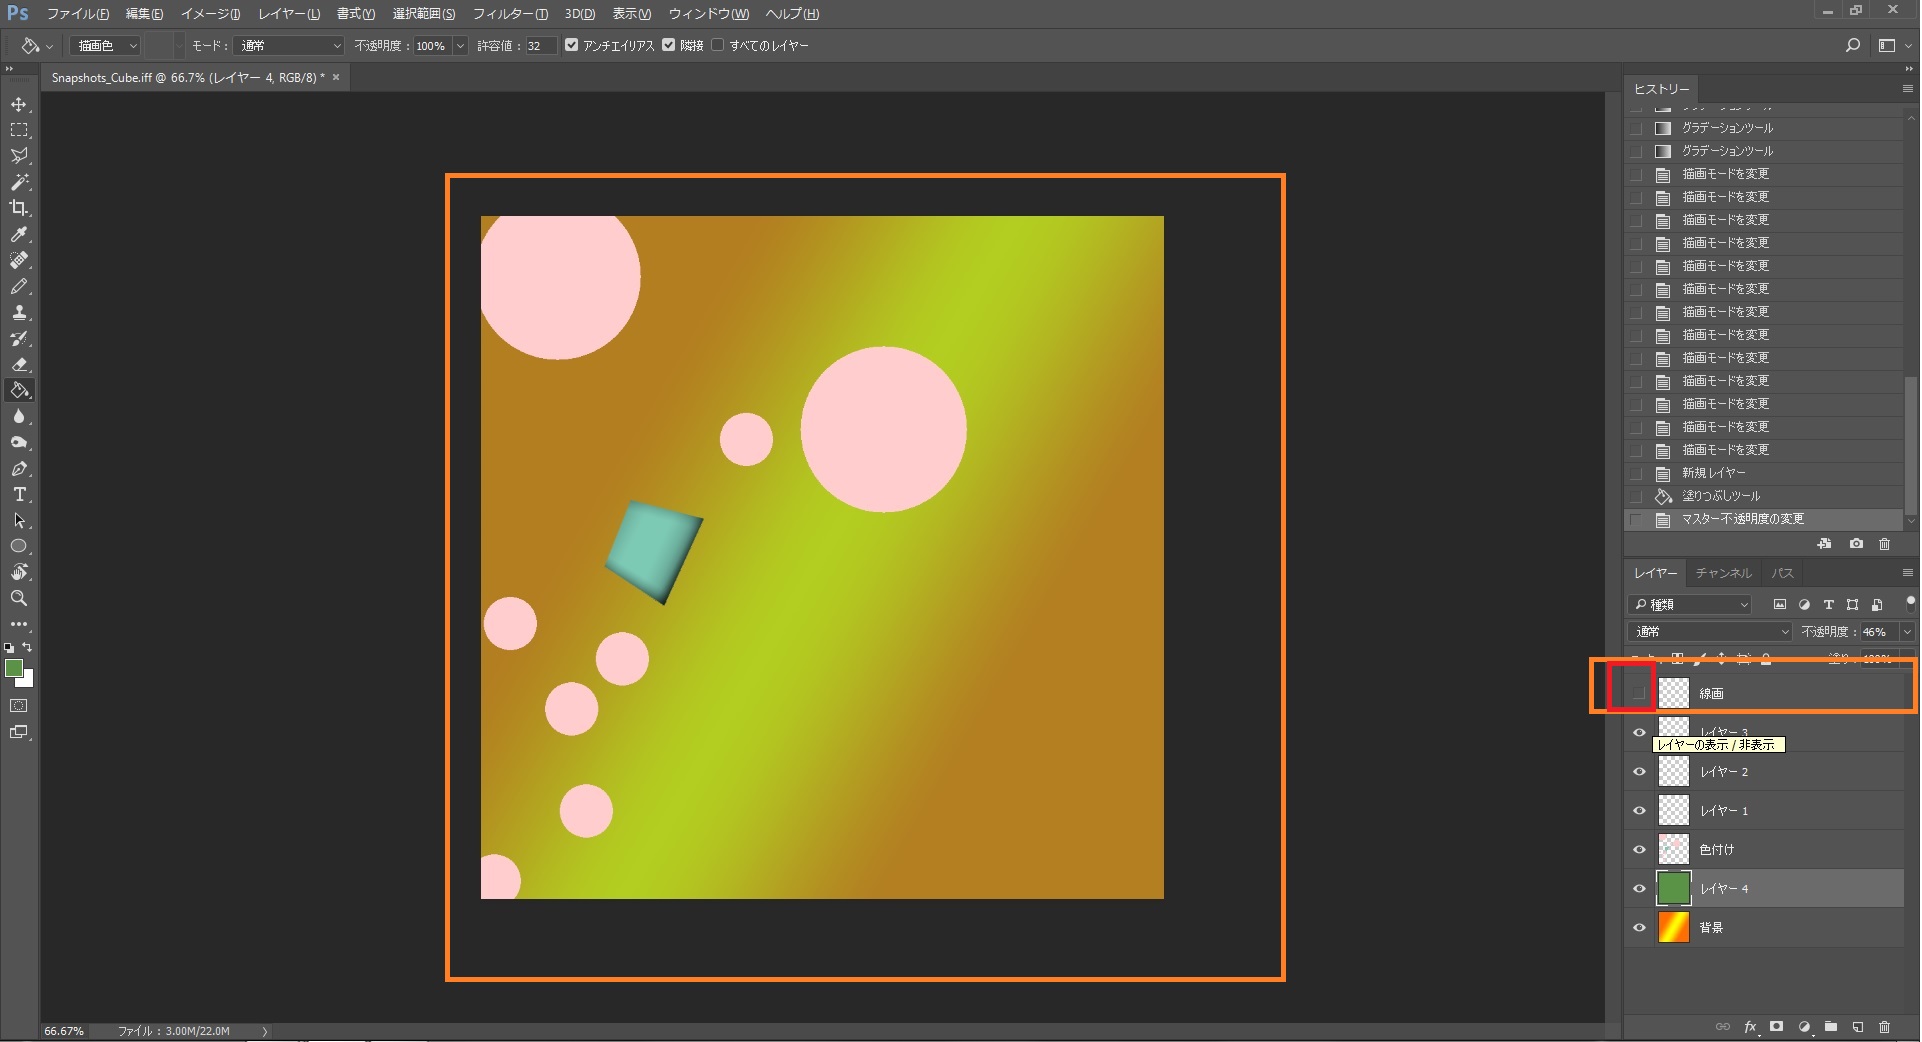 Ps ファイル(F) 編集(E) イメージ(I) レイヤー(L) 書式(Y) 選択範囲(S) フィルター(T) 3D(D) 表示(V) ウィンドウ(W) ヘルプ(H)
描画色 モード: 通常 不透明度: 100% 許容値: 32 アンチエイリアス 隣接 すべてのレイヤー
Snapshots_Cube.iff @ 66.7% (レイヤー 4, RGB/8) *
ヒストリー
グラデーションツール
グラデーションツール
描画モードを変更
描画モードを変更
描画モードを変更
描画モードを変更
描画モードを変更
描画モードを変更
描画モードを変更
描画モードを変更
描画モードを変更
描画モードを変更
描画モードを変更
描画モードを変更
描画モードを変更
新規レイヤー
塗りつぶしツール
マスター不透明度の変更
レイヤー チャンネル パス
種類
通常 不透明度: 46%
線画
レイヤー 3
レイヤーの表示 / 非表示
レイヤー 2
レイヤー 1
色付け
レイヤー 4
背景
fx
66.67% ファイル : 3.00M/22.0M